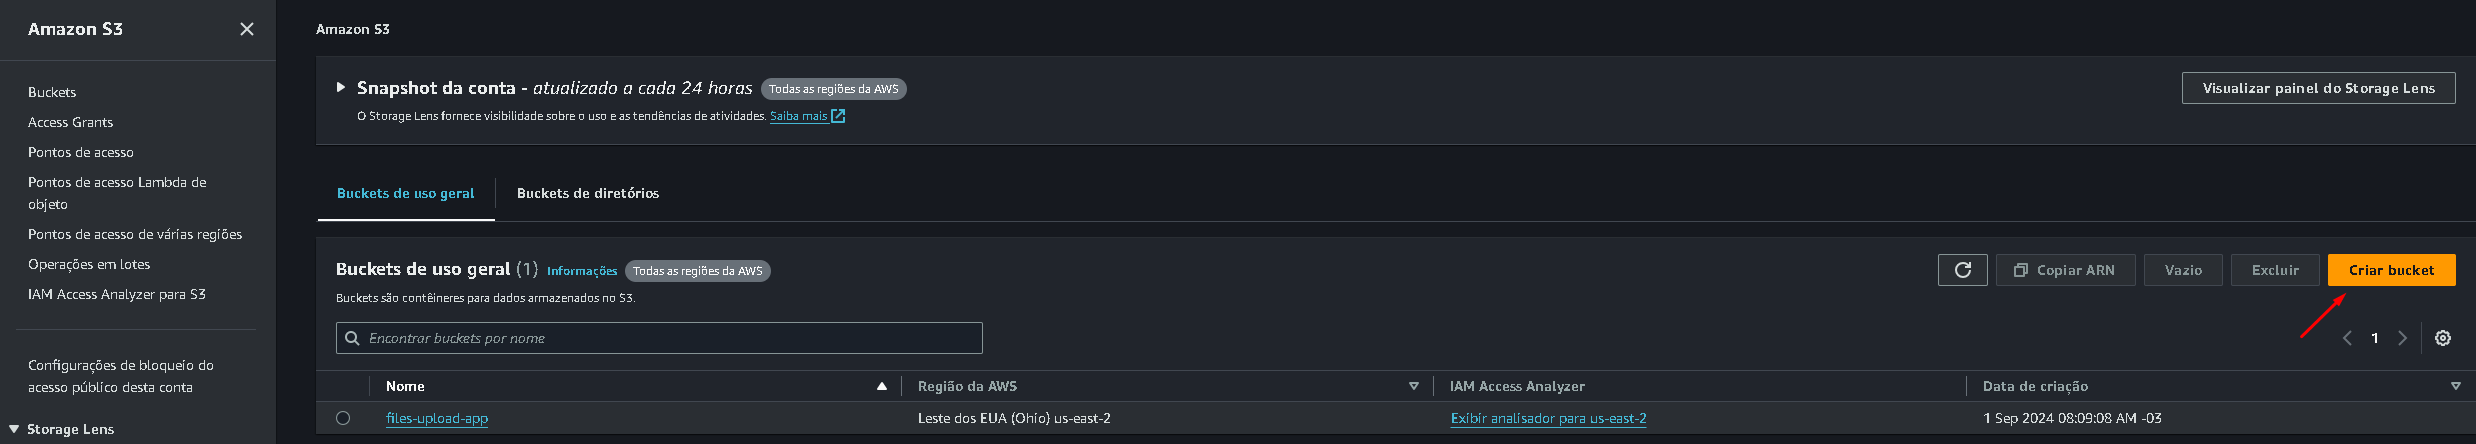 Amazon S3
Buckets
Access Grants
Pontos de acesso
Pontos de acesso Lambda de
objeto
Pontos de acesso de várias regiões
Operações em lotes
IAM Access Analyzer para S3
Configurações de bloqueio do
acesso público desta conta
Storage Lens
Amazon S3
Snapshot da conta - atualizado a cada 24 horas Todas as regiões da AWS
O Storage Lens fornece visibilidade sobre o uso e as tendências de atividades. Saiba mais
Visualizar painel do Storage Lens
Buckets de uso geral Buckets de diretórios
Buckets de uso geral (1) Informações Todas as regiões da AWS
Buckets são contêineres para dados armazenados no S3.
Copiar ARN Vazio Excluir Criar bucket
Encontrar buckets por nome
1
Nome Região da AWS IAM Access Analyzer Data de criação
files-upload-app Leste dos EUA (Ohio) us-east-2 Exibir analisador para us-east-2 1 Sep 2024 08:09:08 AM -03